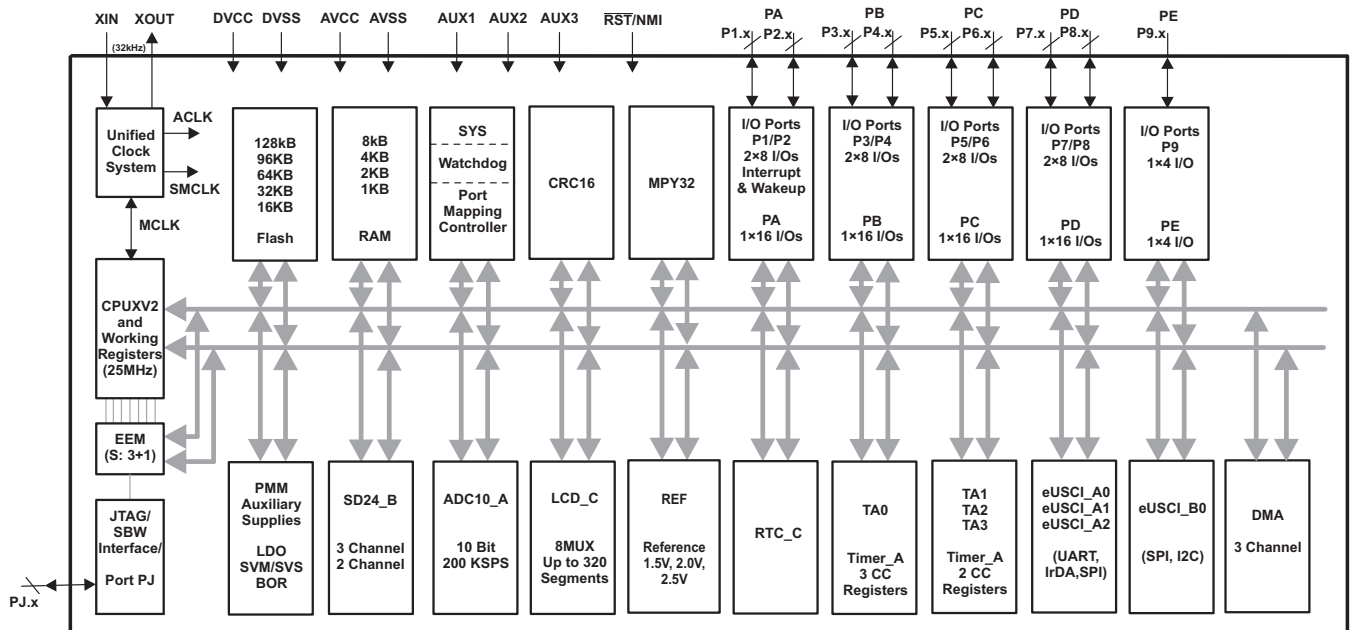 XIN XOUT DVCC DVSS AVCC AVSS AUX1 AUX2 AUX3 RST/NMI PA PB PC PD PE
P1.x P2.x P3.x P4.x P5.x P6.x P7.x P8.x P9.x
(32kHz)
Unified
Clock
System
ACLK
SMCLK
MCLK
128kB
96KB
64KB
32KB
16KB
Flash
8kB
4KB
2KB
1KB
RAM
SYS
Watchdog
Port
Mapping
Controller
CRC16
MPY32
I/O Ports
P1/P2
2×8 I/Os
Interrupt
& Wakeup
PA
1×16 I/Os
I/O Ports
P3/P4
2×8 I/Os
PB
1×16 I/Os
I/O Ports
P5/P6
2×8 I/Os
PC
1×16 I/Os
I/O Ports
P7/P8
2×8 I/Os
PD
1×16 I/Os
I/O Ports
P9
1×4 I/O
PE
1×4 I/O
CPUXV2
and
Working
Registers
(25MHz)
EEM
(S: 3+1)
JTAG/
SBW
Interface/
Port PJ
PJ.x
PMM
Auxiliary
Supplies
LDO
SVM/SVS
BOR
SD24_B
3 Channel
2 Channel
ADC10_A
10 Bit
200 KSPS
LCD_C
8MUX
Up to 320
Segments
REF
Reference
1.5V, 2.0V,
2.5V
RTC_C
TA0
Timer_A
3 CC
Registers
TA1
TA2
TA3
Timer_A
2 CC
Registers
eUSCI_A0
eUSCI_A1
eUSCI_A2
(UART,
IrDA,SPI)
eUSCI_B0
(SPI, I2C)
DMA
3 Channel